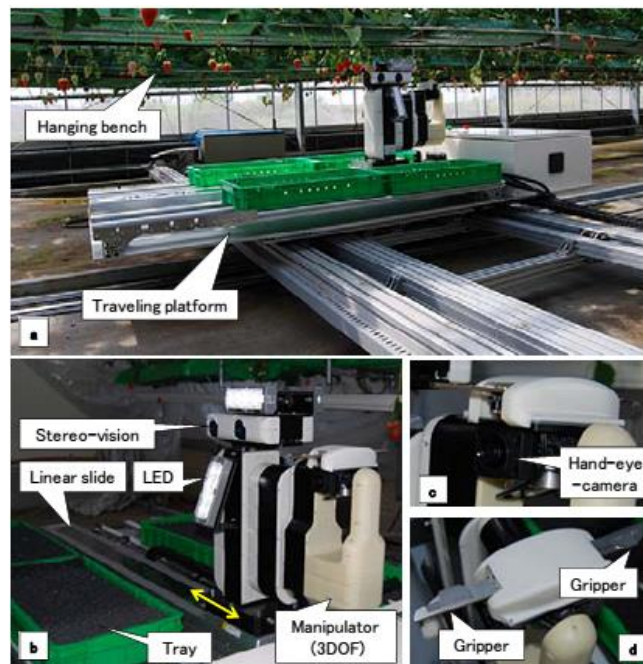 Hanging bench
Traveling platform
a
Stereo-vision
Linear slide
LED
Tray
Manipulator
(3DOF)
b
Hand-eye
-camera
c
Gripper
Gripper
d